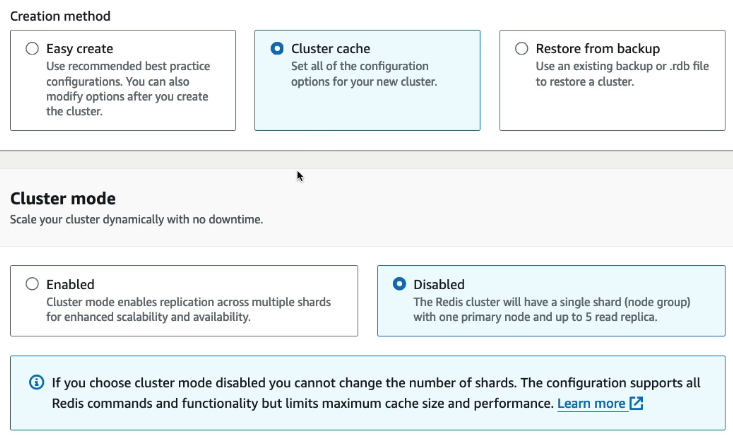 Creation method
Easy create
Use recommended best practice
configurations. You can also
modify options after you create
the cluster.
Cluster cache
Set all of the configuration
options for your new cluster.
Restore from backup
Use an existing backup or .rdb file
to restore a cluster.
Cluster mode
Scale your cluster dynamically with no downtime.
Enabled
Cluster mode enables replication across multiple shards
for enhanced scalability and availability.
Disabled
The Redis cluster will have a single shard (node group)
with one primary node and up to 5 read replica.
If you choose cluster mode disabled you cannot change the number of shards. The configuration supports all
Redis commands and functionality but limits maximum cache size and performance. Learn more